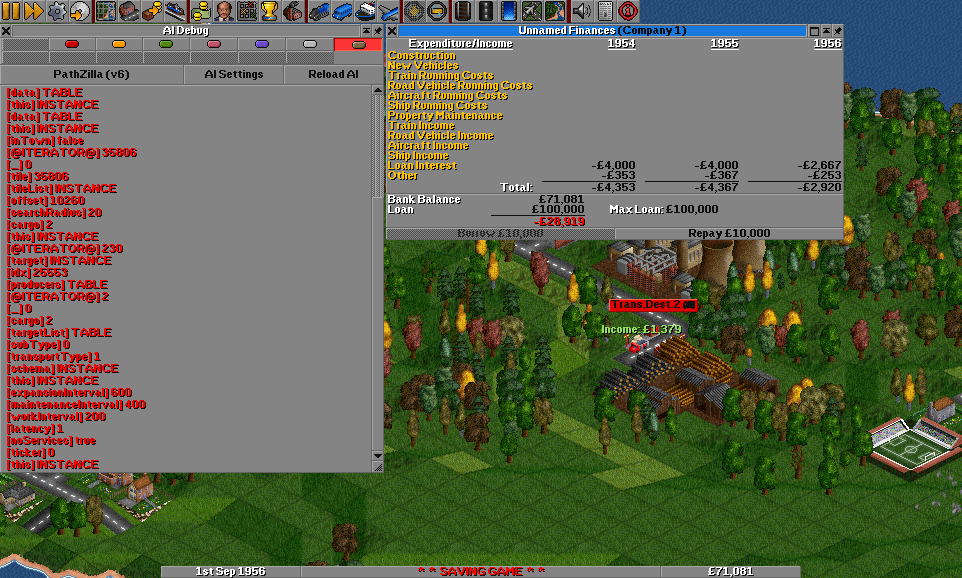 AI Debug
PathZilla (v6)
AI Settings
Reload AI
[data] TABLE
[this] INSTANCE
[data] TABLE
[this] INSTANCE
[inTown] false
[@ITERATOR@] 35806
[_] 0
[tile] 35806
[tileList] INSTANCE
[offset] 10260
[searchRadius] 20
[cargo] 2
[this] INSTANCE
[@ITERATOR@] 230
[target] INSTANCE
[idx] 26553
[producers] TABLE
[@ITERATOR@] 2
[_] 0
[cargo] 2
[targetList] TABLE
[subType] 0
[transportType] 1
[schema] INSTANCE
[this] INSTANCE
[expansionInterval] 600
[maintenanceInterval] 400
[workInterval] 200
[latency] 1
[noServices] true
[ticker] 0
[this] INSTANCE
Unnamed Finances (Company 1)
Expenditure/Income 1954 1955 1956
Construction
New Vehicles
Train Running Costs
Road Vehicle Running Costs
Aircraft Running Costs
Ship Running Costs
Property Maintenance
Train Income
Road Vehicle Income
Aircraft Income
Ship Income
Loan Interest -£4,000 -£4,000 -£2,667
Other -£353 -£367 -£253
Total: -£4,353 -£4,367 -£2,920
Bank Balance £71,081
Loan £100,000 Max Loan: £100,000
-£28,919
Borrow £10,000 Repay £10,000
Trans Dest 2
Income: £1,379
1st Sep 1956 * * SAVING GAME * * £71,081